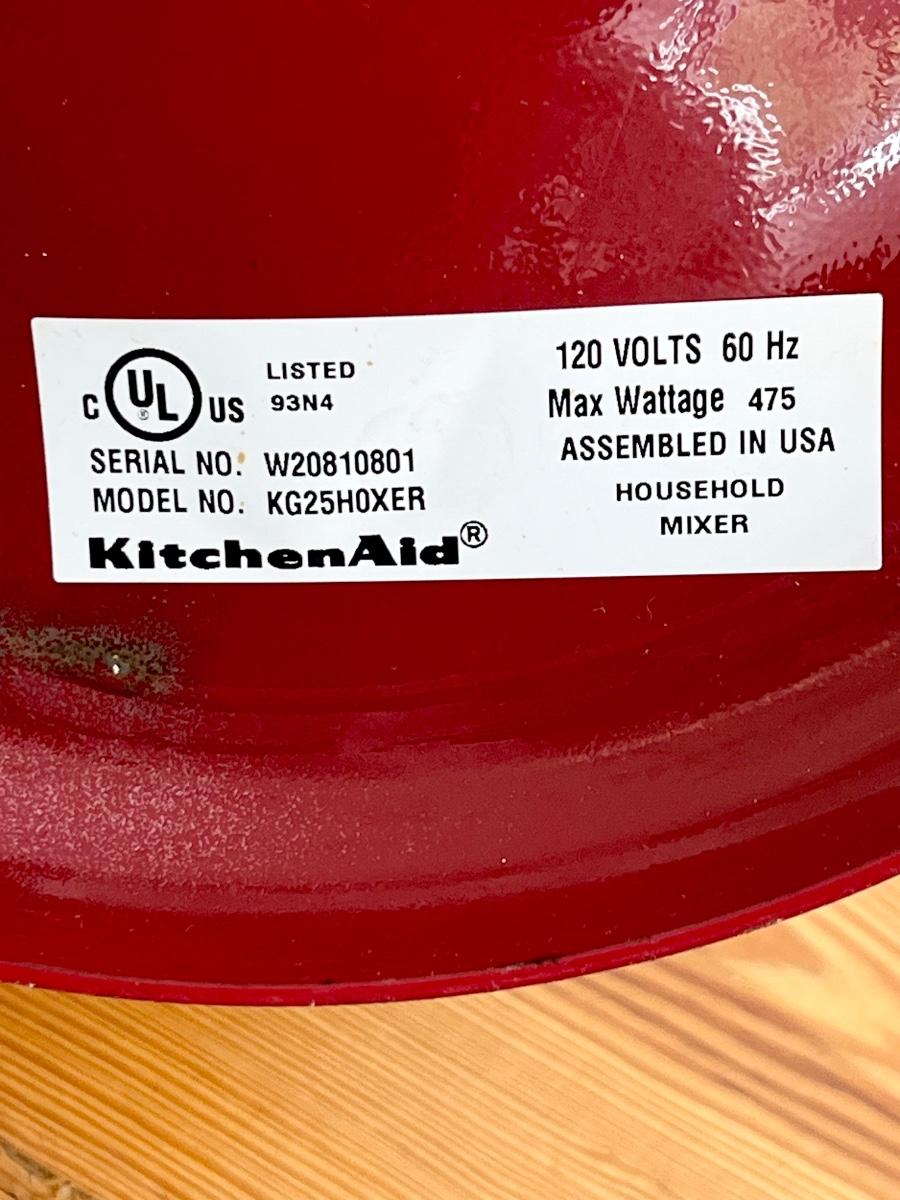 C UL US LISTED
93N4
SERIAL NO. W20810801
MODEL NO. KG25H0XER
KitchenAid®
120 VOLTS 60 Hz
Max Wattage 475
ASSEMBLED IN USA
HOUSEHOLD
MIXER